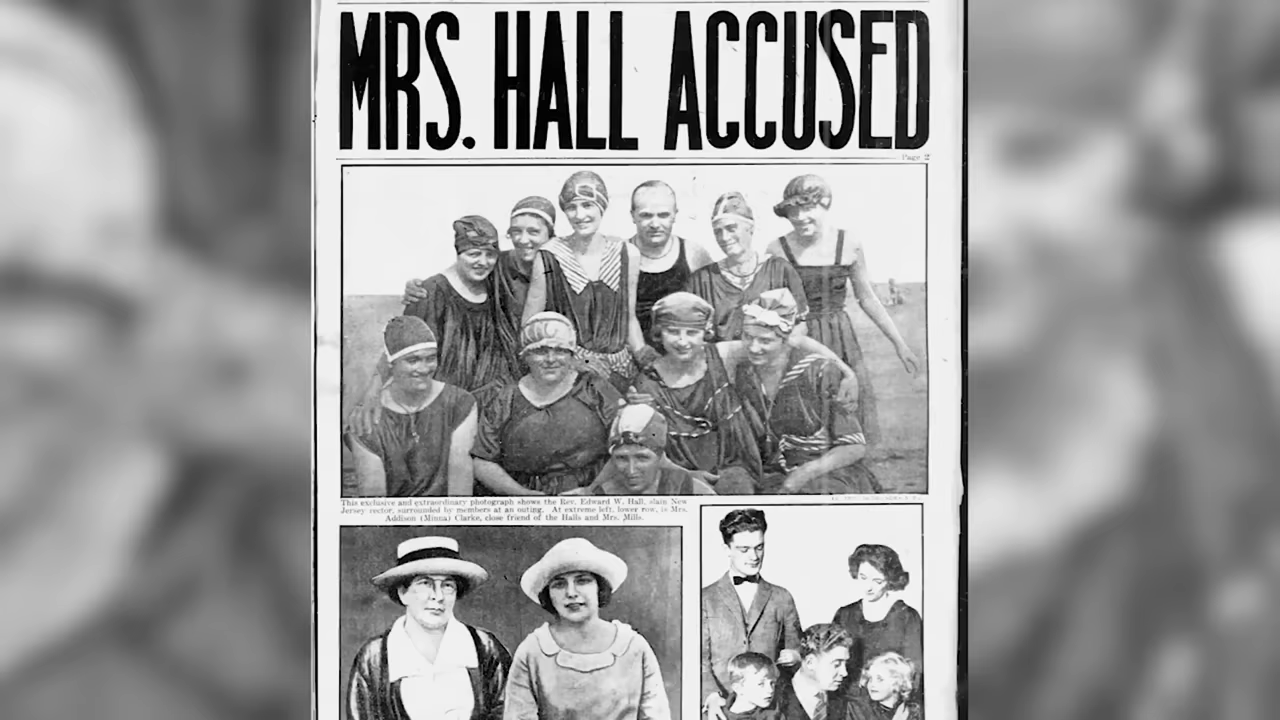 MRS. HALL ACCUSED
Page 2
This exclusive and extraordinary photograph shows the Rev. Edward W. Hall, slain New
Jersey rector, surrounded by members at an outing. At extreme left, lower row, is Mrs.
Addison (Minna) Clarke, close friend of the Halls and Mrs. Mills.